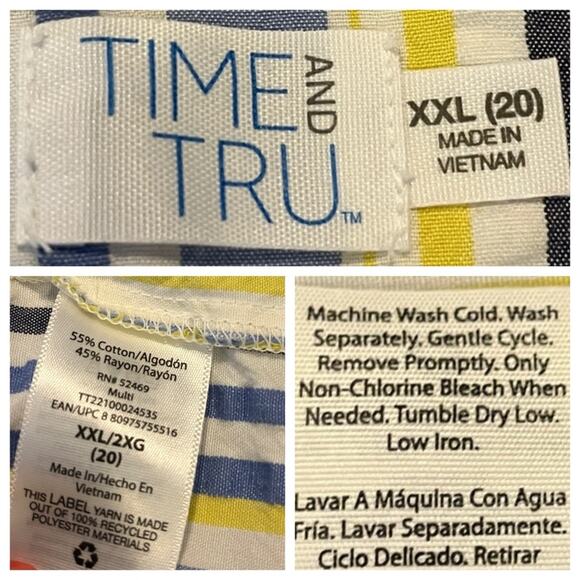 TIME AND
TRU™
XXL (20)
MADE IN
VIETNAM
55% Cotton/Algodón
45% Rayon/Rayón
RN# 52469
Multi
TT22100024535
EAN/UPC 8 80975755516
XXL/2XG
(20)
Made In/Hecho En
Vietnam
THIS LABEL YARN IS MADE
OUT OF 100% RECYCLED
POLYESTER MATERIALS
Machine Wash Cold. Wash
Separately. Gentle Cycle.
Remove Promptly. Only
Non-Chlorine Bleach When
Needed. Tumble Dry Low.
Low Iron.
Lavar A Máquina Con Agua
Fría. Lavar Separadamente.
Ciclo Delicado. Retirar